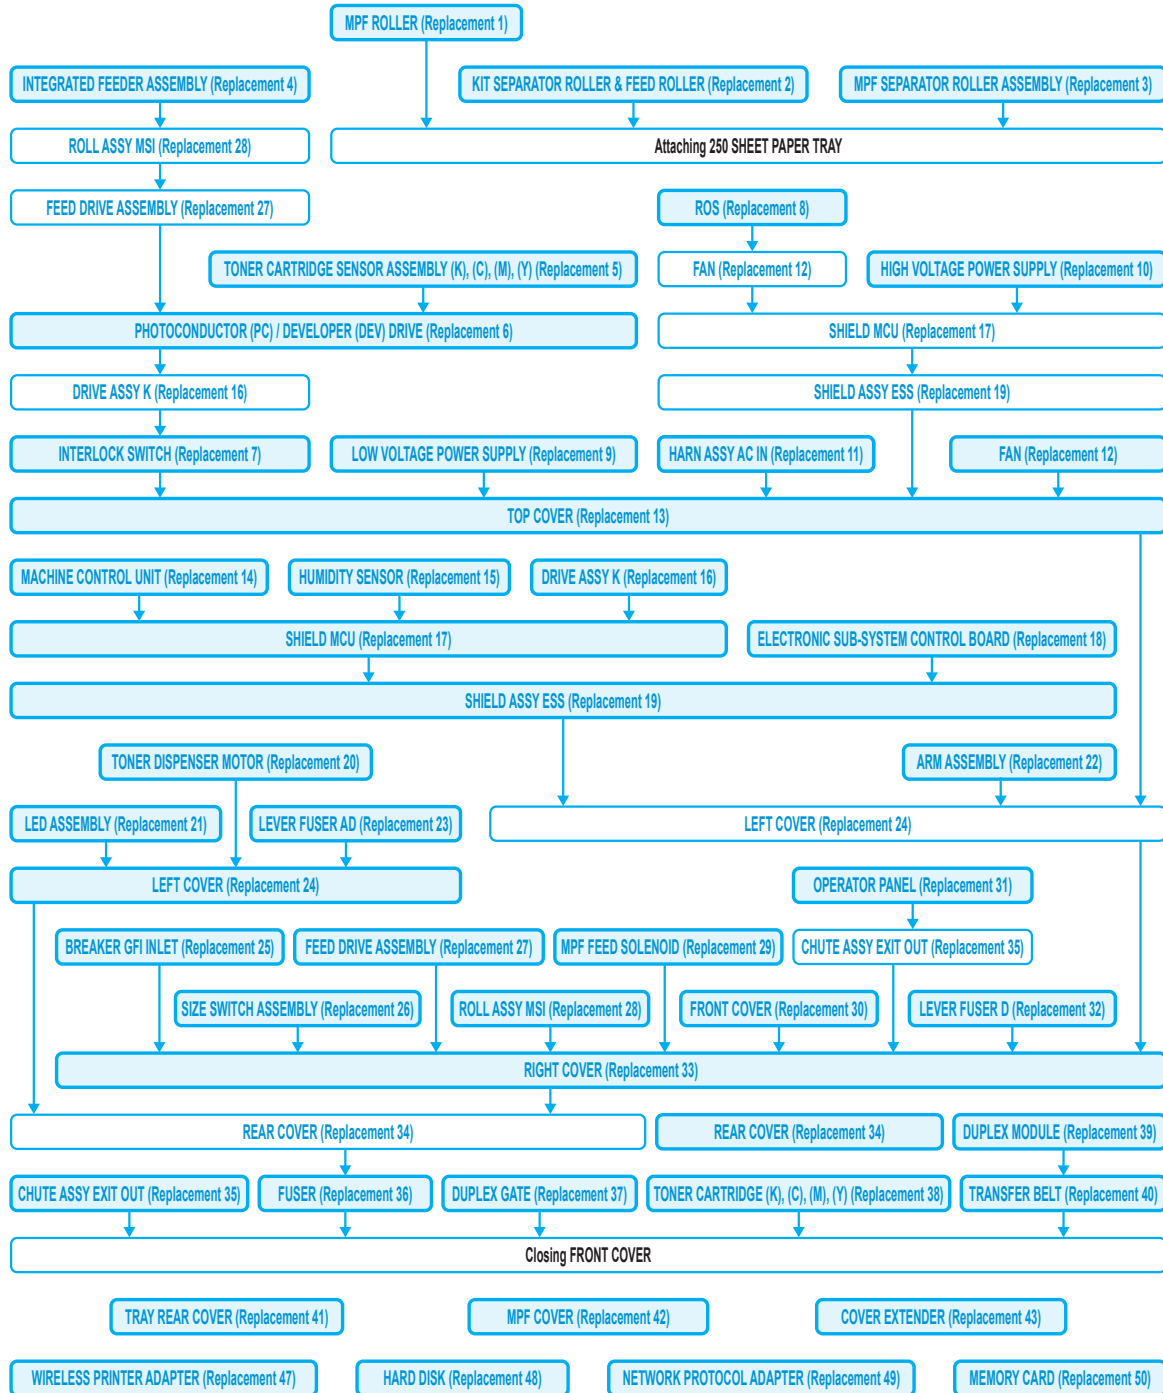 MPF ROLLER (Replacement 1)
INTEGRATED FEEDER ASSEMBLY (Replacement 4)
KIT SEPARATOR ROLLER & FEED ROLLER (Replacement 2)
MPF SEPARATOR ROLLER ASSEMBLY (Replacement 3)
ROLL ASSY MSI (Replacement 28)
Attaching 250 SHEET PAPER TRAY
FEED DRIVE ASSEMBLY (Replacement 27)
ROS (Replacement 8)
TONER CARTRIDGE SENSOR ASSEMBLY (K), (C), (M), (Y) (Replacement 5)
FAN (Replacement 12)
HIGH VOLTAGE POWER SUPPLY (Replacement 10)
PHOTOCONDUCTOR (PC) / DEVELOPER (DEV) DRIVE (Replacement 6)
SHIELD MCU (Replacement 17)
DRIVE ASSY K (Replacement 16)
SHIELD ASSY ESS (Replacement 19)
INTERLOCK SWITCH (Replacement 7)
LOW VOLTAGE POWER SUPPLY (Replacement 9)
HARN ASSY AC IN (Replacement 11)
FAN (Replacement 12)
TOP COVER (Replacement 13)
MACHINE CONTROL UNIT (Replacement 14)
HUMIDITY SENSOR (Replacement 15)
DRIVE ASSY K (Replacement 16)
SHIELD MCU (Replacement 17)
ELECTRONIC SUB-SYSTEM CONTROL BOARD (Replacement 18)
SHIELD ASSY ESS (Replacement 19)
TONER DISPENSER MOTOR (Replacement 20)
ARM ASSEMBLY (Replacement 22)
LED ASSEMBLY (Replacement 21)
LEVER FUSER AD (Replacement 23)
LEFT COVER (Replacement 24)
LEFT COVER (Replacement 24)
OPERATOR PANEL (Replacement 31)
BREAKER GFI INLET (Replacement 25)
FEED DRIVE ASSEMBLY (Replacement 27)
MPF FEED SOLENOID (Replacement 29)
CHUTE ASSY EXIT OUT (Replacement 35)
SIZE SWITCH ASSEMBLY (Replacement 26)
ROLL ASSY MSI (Replacement 28)
FRONT COVER (Replacement 30)
LEVER FUSER D (Replacement 32)
RIGHT COVER (Replacement 33)
REAR COVER (Replacement 34)
REAR COVER (Replacement 34)
DUPLEX MODULE (Replacement 39)
CHUTE ASSY EXIT OUT (Replacement 35)
FUSER (Replacement 36)
DUPLEX GATE (Replacement 37)
TONER CARTRIDGE (K), (C), (M), (Y) (Replacement 38)
TRANSFER BELT (Replacement 40)
Closing FRONT COVER
TRAY REAR COVER (Replacement 41)
MPF COVER (Replacement 42)
COVER EXTENDER (Replacement 43)
WIRELESS PRINTER ADAPTER (Replacement 47)
HARD DISK (Replacement 48)
NETWORK PROTOCOL ADAPTER (Replacement 49)
MEMORY CARD (Replacement 50)